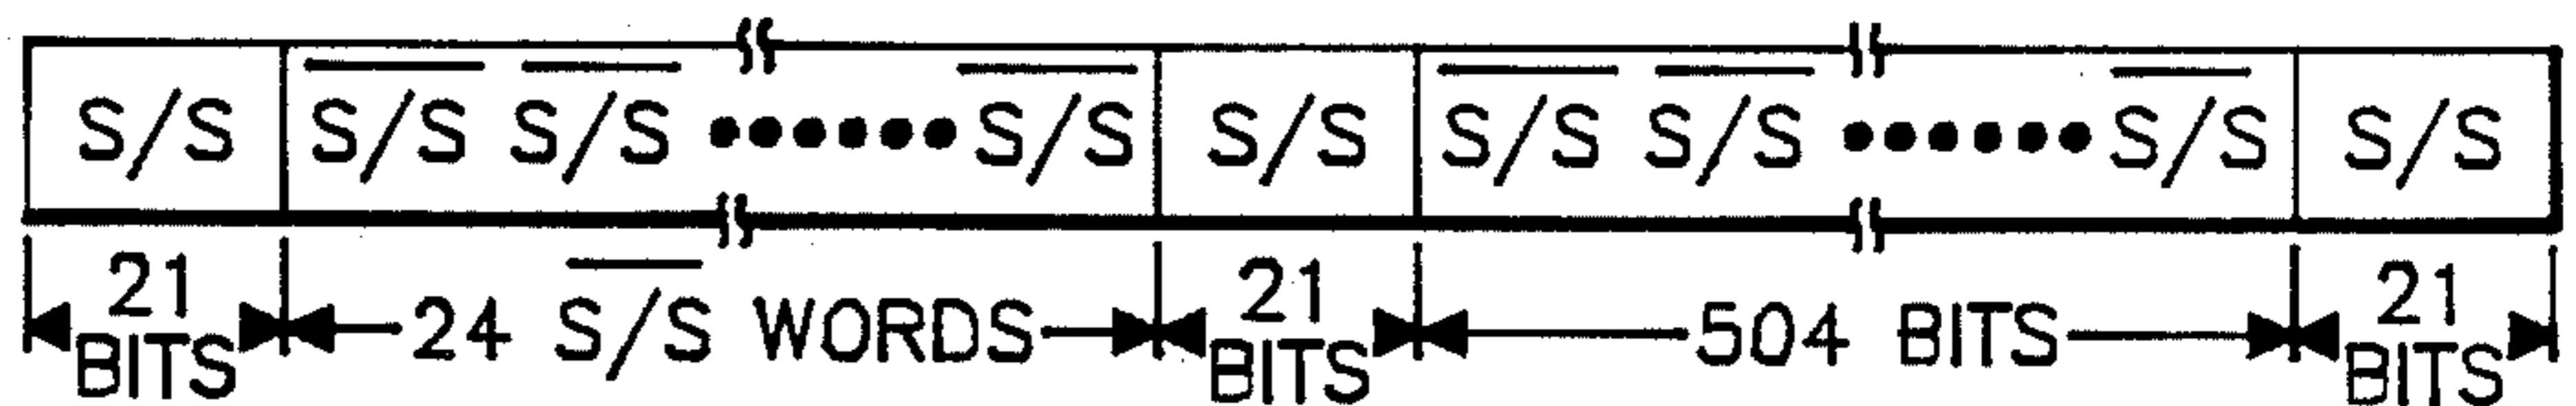 S/S S̅/̅S̅ S̅/̅S̅ •••••• S̅/̅S̅ S/S S̅/̅S̅ S̅/̅S̅ •••••• S̅/̅S̅ S/S
21 BITS 24 S̅/̅S̅ WORDS 21 BITS 504 BITS 21 BITS